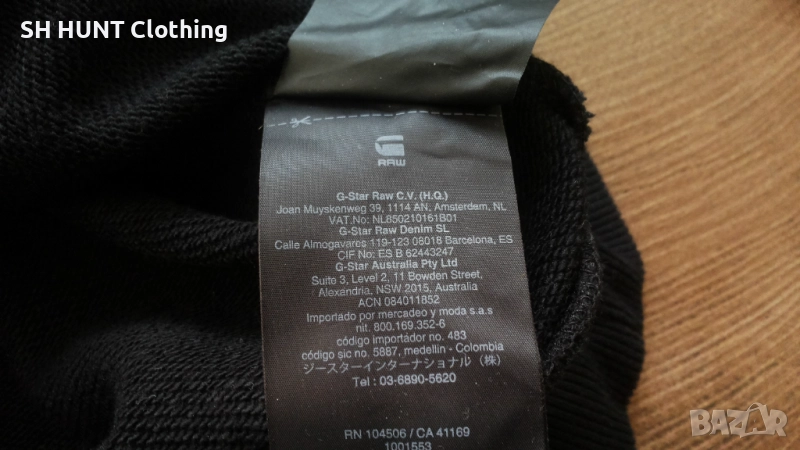 SH HUNT Clothing
RAW
G-Star Raw C.V. (H.Q.)
Joan Muyskenweg 39, 1114 AN, Amsterdam, NL
VAT.No: NL850210161B01
G-Star Raw Denim SL
Calle Almogavares 119-123 08018 Barcelona, ES
CIF No: ES B 62443247
G-Star Australia Pty Ltd
Suite 3, Level 2, 11 Bowden Street,
Alexandria, NSW 2015, Australia
ACN 084011852
Importado por mercadeo y moda s.a.s
nit. 800.169.352-6
código importador no. 483
código sic no. 5887, medellin - Colombia
ジースターインターナショナル（株）
Tel : 03-6890-5620
RN 104506 / CA 41169
1001553
BAZAR